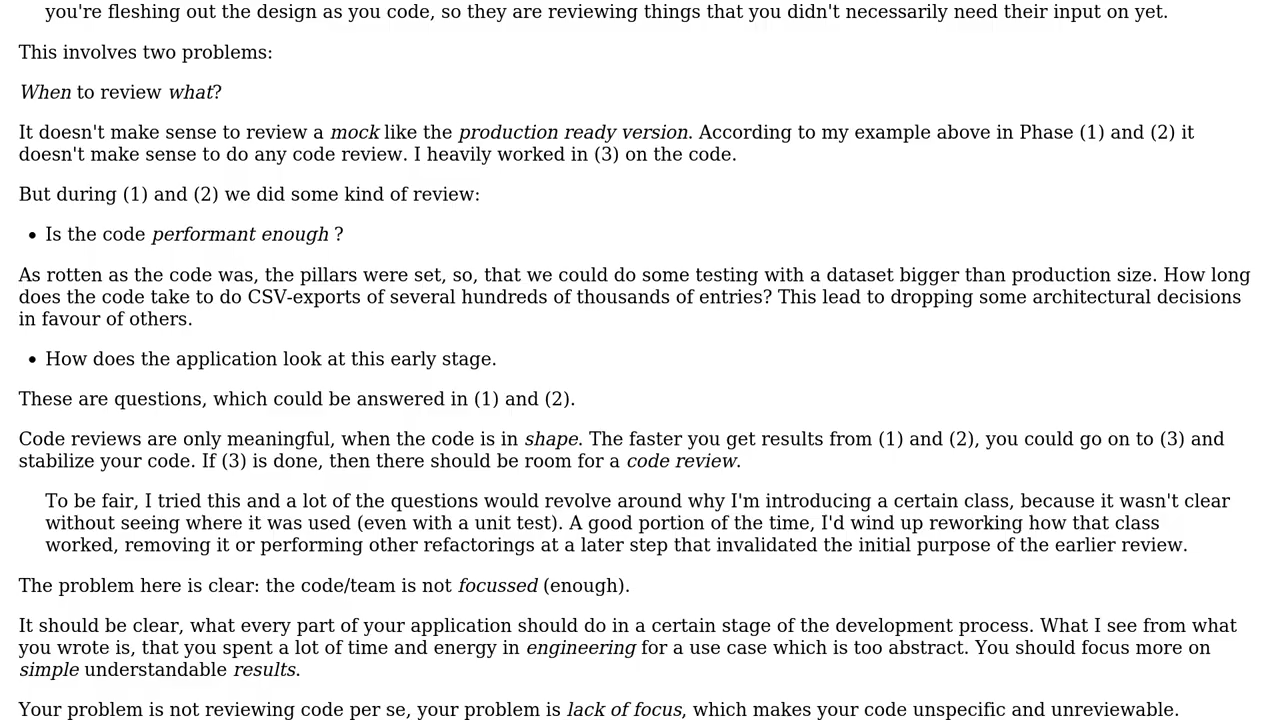 you're fleshing out the design as you code, so they are reviewing things that you didn't necessarily need their input on yet.
This involves two problems:
When to review what?
It doesn't make sense to review a mock like the production ready version. According to my example above in Phase (1) and (2) it
doesn't make sense to do any code review. I heavily worked in (3) on the code.
But during (1) and (2) we did some kind of review:
• Is the code performant enough ?
As rotten as the code was, the pillars were set, so, that we could do some testing with a dataset bigger than production size. How long
does the code take to do CSV-exports of several hundreds of thousands of entries? This lead to dropping some architectural decisions
in favour of others.
• How does the application look at this early stage.
These are questions, which could be answered in (1) and (2).
Code reviews are only meaningful, when the code is in shape. The faster you get results from (1) and (2), you could go on to (3) and
stabilize your code. If (3) is done, then there should be room for a code review.
To be fair, I tried this and a lot of the questions would revolve around why I'm introducing a certain class, because it wasn't clear
without seeing where it was used (even with a unit test). A good portion of the time, I'd wind up reworking how that class
worked, removing it or performing other refactorings at a later step that invalidated the initial purpose of the earlier review.
The problem here is clear: the code/team is not focussed (enough).
It should be clear, what every part of your application should do in a certain stage of the development process. What I see from what
you wrote is, that you spent a lot of time and energy in engineering for a use case which is too abstract. You should focus more on
simple understandable results.
Your problem is not reviewing code per se, your problem is lack of focus, which makes your code unspecific and unreviewable.